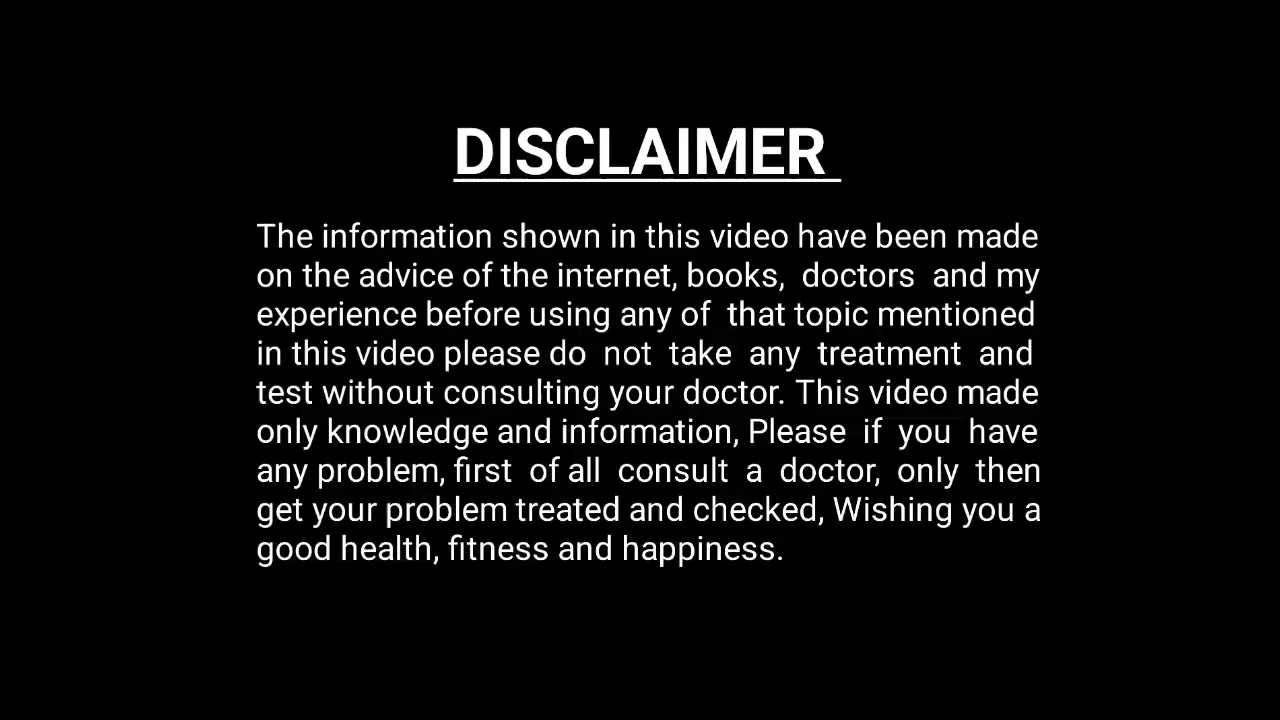 DISCLAIMER
The information shown in this video have been made
on the advice of the internet, books, doctors and my
experience before using any of that topic mentioned
in this video please do not take any treatment and
test without consulting your doctor. This video made
only knowledge and information, Please if you have
any problem, first of all consult a doctor, only then
get your problem treated and checked, Wishing you a
good health, fitness and happiness.